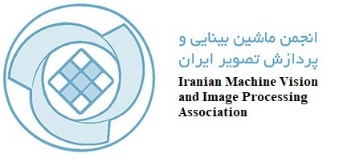 انجمن ماشین بینایی و
پردازش تصویر ایران
Iranian Machine Vision
and Image Processing
Association